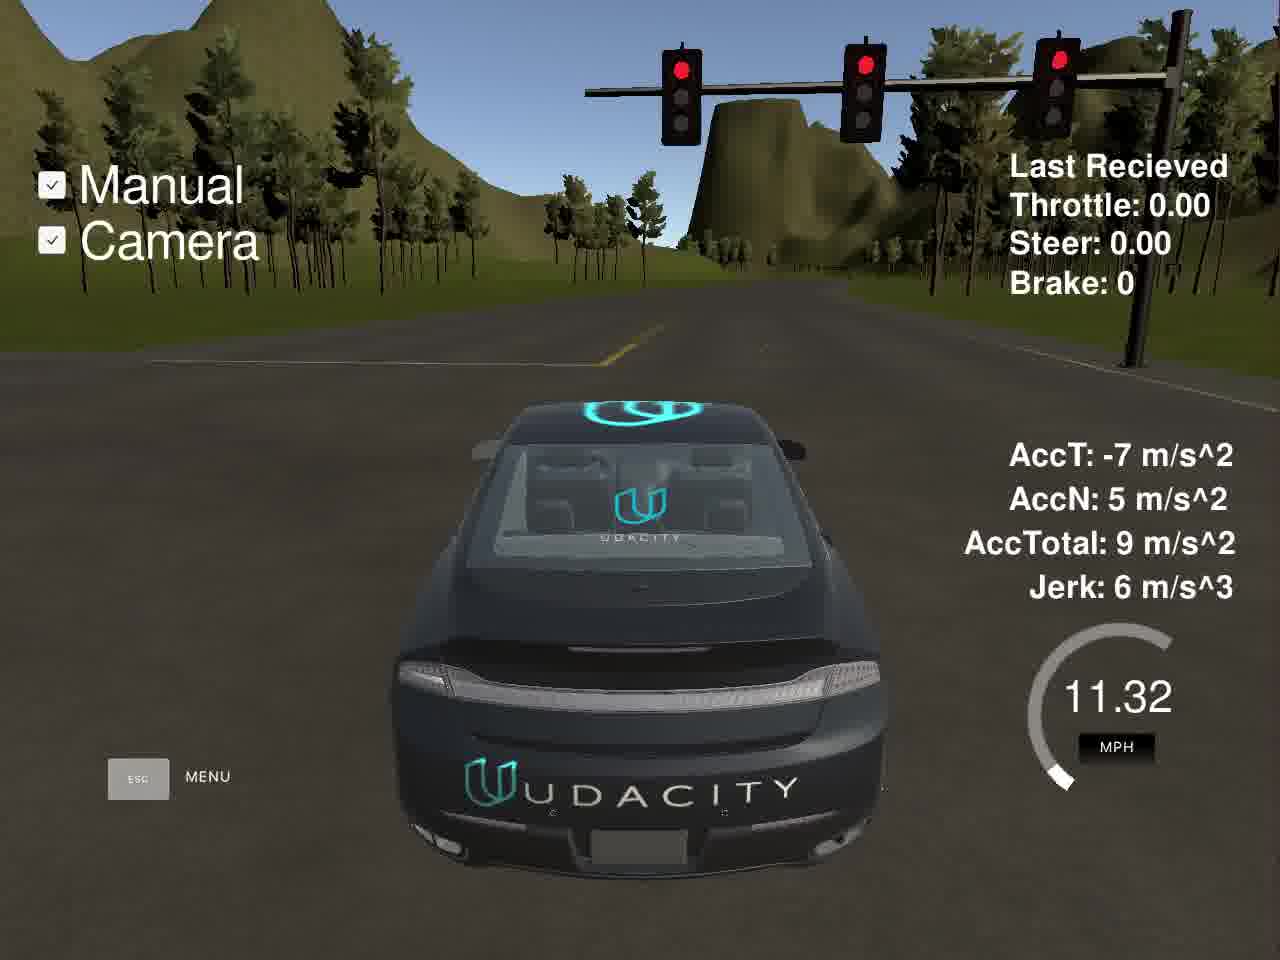 Manual
Camera
Last Recieved
Throttle: 0.00
Steer: 0.00
Brake: 0
UDACITY
AccT: -7 m/s^2
AccN: 5 m/s^2
AccTotal: 9 m/s^2
Jerk: 6 m/s^3
11.32
MPH
ESC MENU
UDACITY